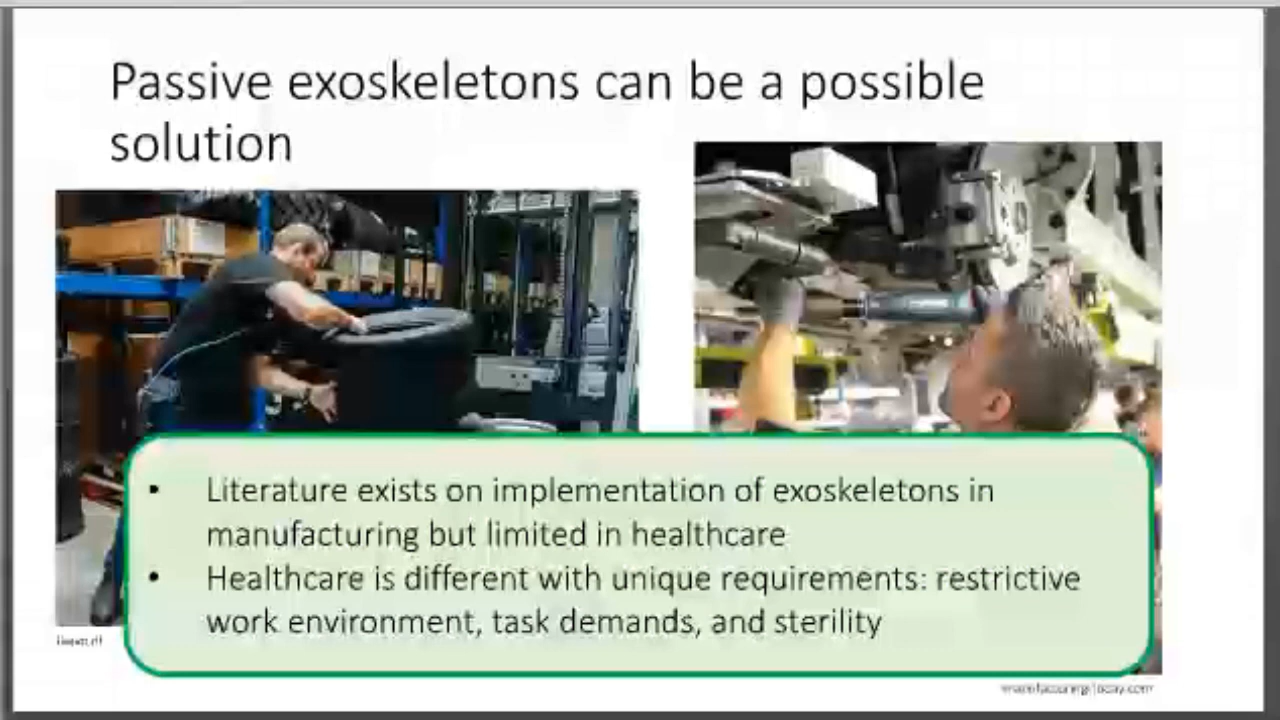 Passive exoskeletons can be a possible
solution
• Literature exists on implementation of exoskeletons in
manufacturing but limited in healthcare
• Healthcare is different with unique requirements: restrictive
work environment, task demands, and sterility